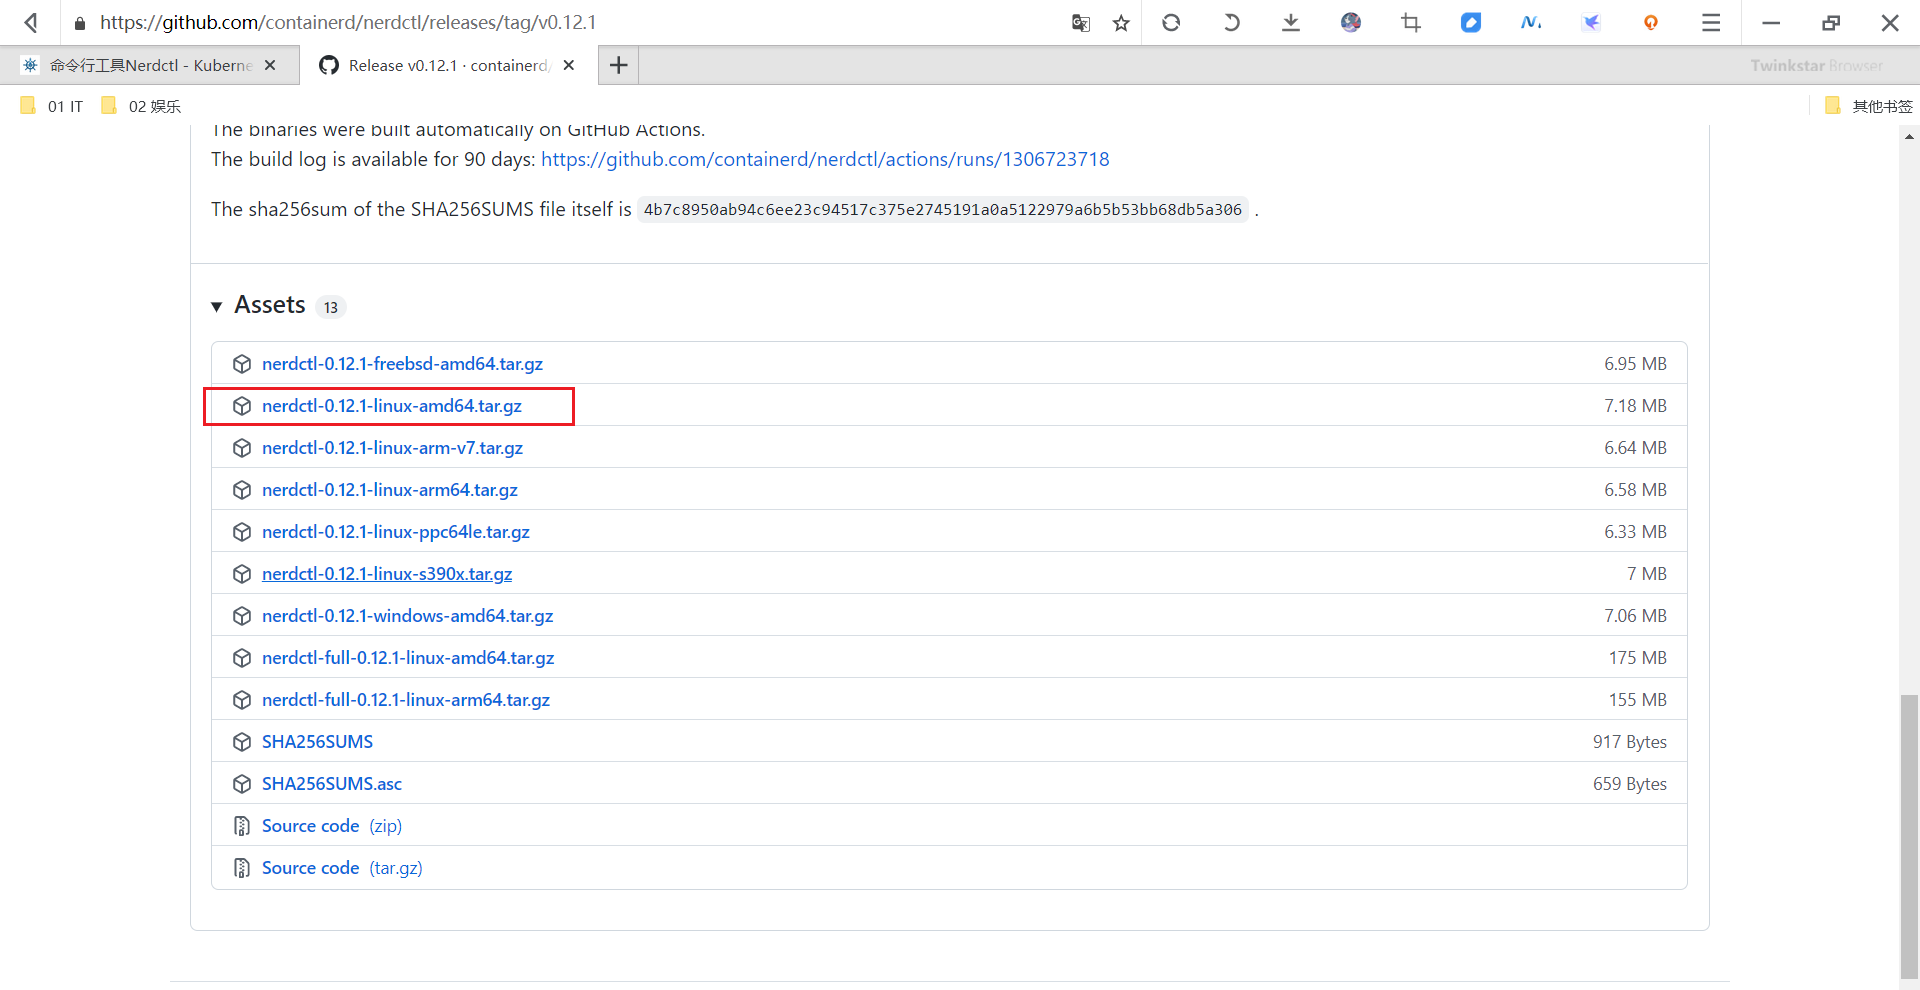 https://github.com/containerd/nerdctl/releases/tag/v0.12.1
命令行工具Nerdctl - Kuberne
Release v0.12.1 · containerd/
Twinkstar Browser
01 IT
02 娱乐
其他书签
The binaries were built automatically on GitHub Actions.
The build log is available for 90 days: https://github.com/containerd/nerdctl/actions/runs/1306723718
The sha256sum of the SHA256SUMS file itself is 4b7c8950ab94c6ee23c94517c375e2745191a0a5122979a6b5b53bb68db5a306 .
Assets 13
nerdctl-0.12.1-freebsd-amd64.tar.gz 6.95 MB
nerdctl-0.12.1-linux-amd64.tar.gz 7.18 MB
nerdctl-0.12.1-linux-arm-v7.tar.gz 6.64 MB
nerdctl-0.12.1-linux-arm64.tar.gz 6.58 MB
nerdctl-0.12.1-linux-ppc64le.tar.gz 6.33 MB
nerdctl-0.12.1-linux-s390x.tar.gz 7 MB
nerdctl-0.12.1-windows-amd64.tar.gz 7.06 MB
nerdctl-full-0.12.1-linux-amd64.tar.gz 175 MB
nerdctl-full-0.12.1-linux-arm64.tar.gz 155 MB
SHA256SUMS 917 Bytes
SHA256SUMS.asc 659 Bytes
Source code (zip)
Source code (tar.gz)